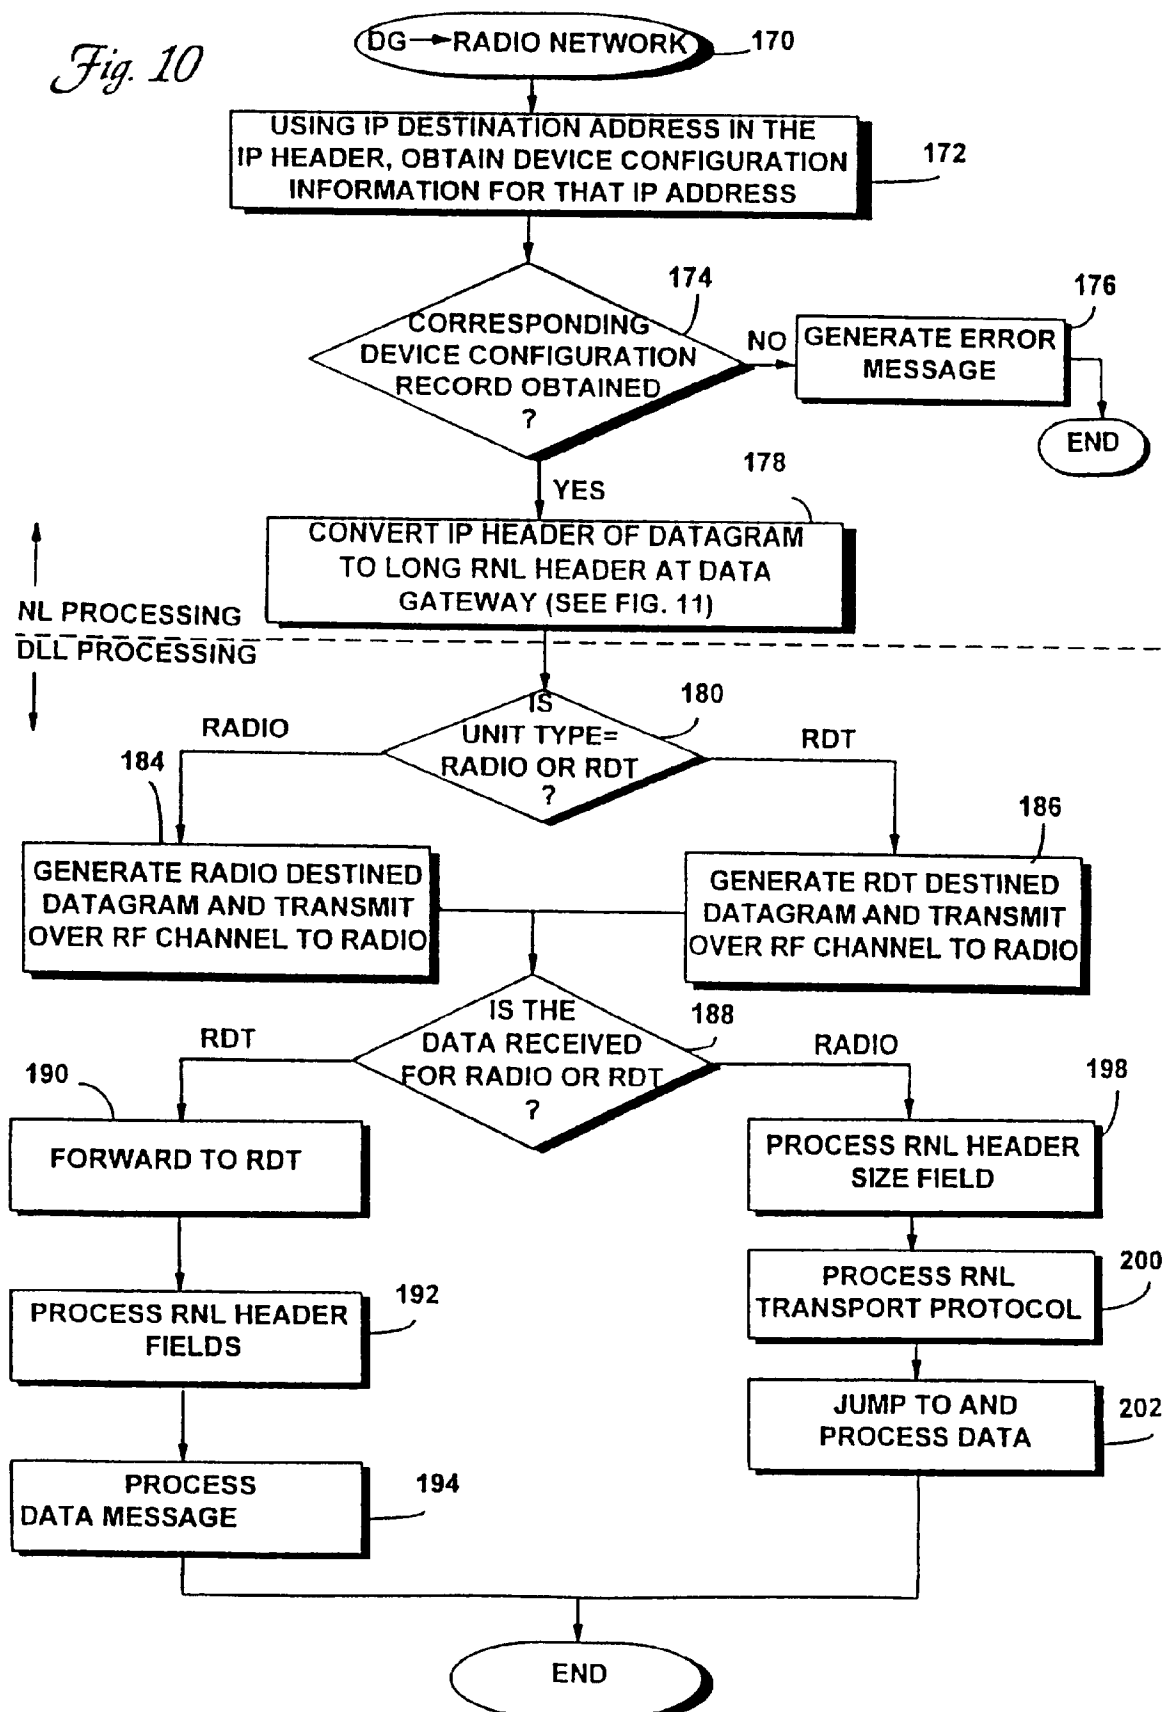 Fig. 10
DG→RADIO NETWORK
170
USING IP DESTINATION ADDRESS IN THE
IP HEADER, OBTAIN DEVICE CONFIGURATION
INFORMATION FOR THAT IP ADDRESS
172
174
CORRESPONDING
DEVICE CONFIGURATION
RECORD OBTAINED
?
NO
176
GENERATE ERROR
MESSAGE
END
YES
178
CONVERT IP HEADER OF DATAGRAM
TO LONG RNL HEADER AT DATA
GATEWAY (SEE FIG. 11)
NL PROCESSING
DLL PROCESSING
180
IS
UNIT TYPE=
RADIO OR RDT
?
RADIO
RDT
184
GENERATE RADIO DESTINED
DATAGRAM AND TRANSMIT
OVER RF CHANNEL TO RADIO
186
GENERATE RDT DESTINED
DATAGRAM AND TRANSMIT
OVER RF CHANNEL TO RADIO
188
IS THE
DATA RECEIVED
FOR RADIO OR RDT
?
RDT
RADIO
190
FORWARD TO RDT
198
PROCESS RNL HEADER
SIZE FIELD
192
PROCESS RNL HEADER
FIELDS
200
PROCESS RNL
TRANSPORT PROTOCOL
194
PROCESS
DATA MESSAGE
202
JUMP TO AND
PROCESS DATA
END